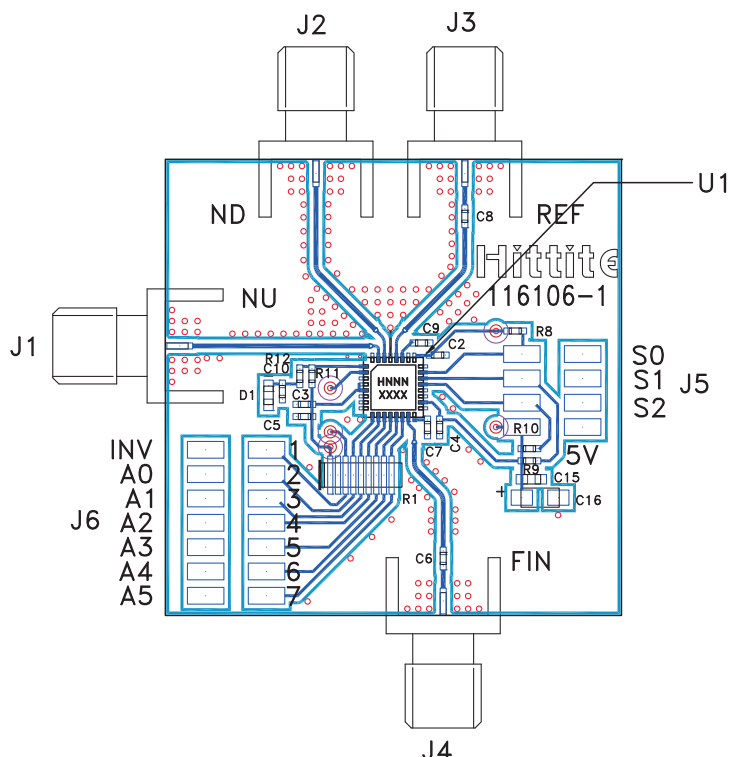 J2
J3
U1
ND
C8
REF
Hittite
116106-1
NU
J1
C9
C2
R8
R12
C10
R11
D1
C3
C5
HNNN
XXXX
S0
S1
S2
J5
R10
C7
C4
5V
R9
C15
+
C16
INV
1
A0
2
A1
3
J6
A2
4
R1
A3
5
A4
6
A5
7
C6
FIN
J4